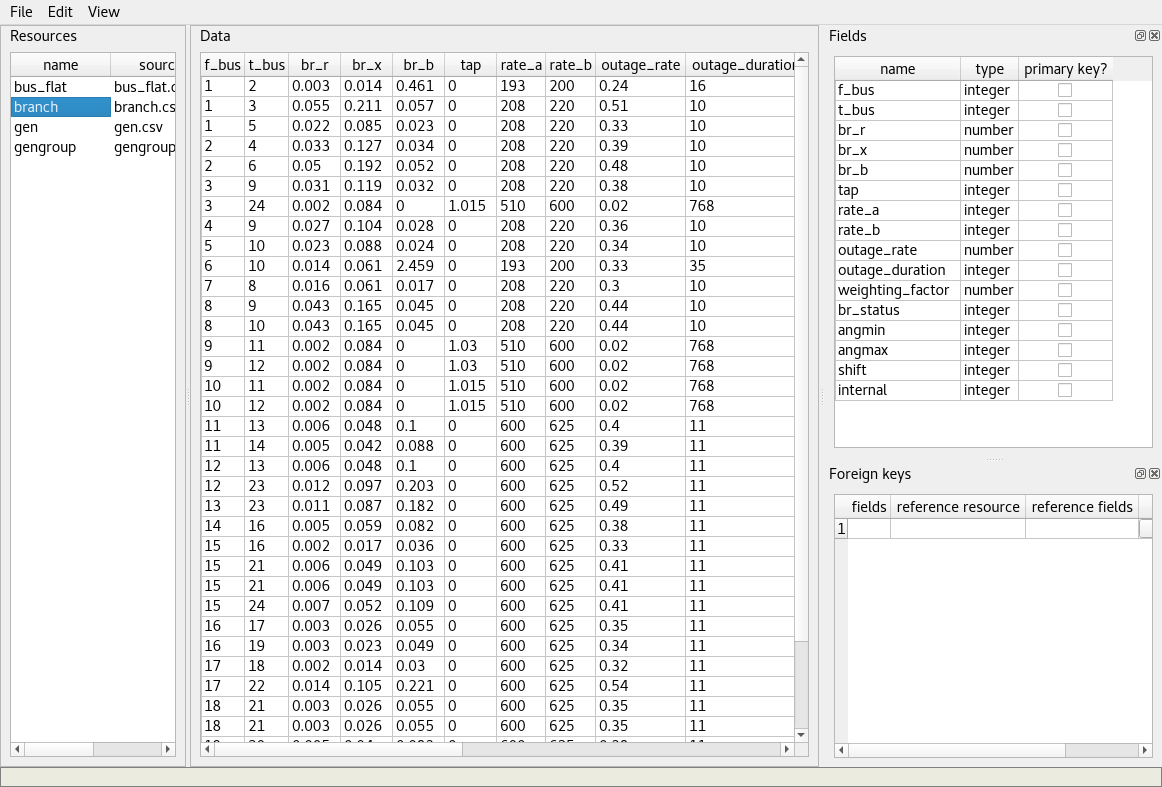 File Edit View
Resources
name sourc
bus_flat bus_flat.c
branch branch.cs
gen gen.csv
gengroup gengroup
Data
f_bus t_bus br_r br_x br_b tap rate_a rate_b outage_rate outage_duration
1 2 0.003 0.014 0.461 0 193 200 0.24 16
1 3 0.055 0.211 0.057 0 208 220 0.51 10
1 5 0.022 0.085 0.023 0 208 220 0.33 10
2 4 0.033 0.127 0.034 0 208 220 0.39 10
2 6 0.05 0.192 0.052 0 208 220 0.48 10
3 9 0.031 0.119 0.032 0 208 220 0.38 10
3 24 0.002 0.084 0 1.015 510 600 0.02 768
4 9 0.027 0.104 0.028 0 208 220 0.36 10
5 10 0.023 0.088 0.024 0 208 220 0.34 10
6 10 0.014 0.061 2.459 0 193 200 0.33 35
7 8 0.016 0.061 0.017 0 208 220 0.3 10
8 9 0.043 0.165 0.045 0 208 220 0.44 10
8 10 0.043 0.165 0.045 0 208 220 0.44 10
9 11 0.002 0.084 0 1.03 510 600 0.02 768
9 12 0.002 0.084 0 1.03 510 600 0.02 768
10 11 0.002 0.084 0 1.015 510 600 0.02 768
10 12 0.002 0.084 0 1.015 510 600 0.02 768
11 13 0.006 0.048 0.1 0 600 625 0.4 11
11 14 0.005 0.042 0.088 0 600 625 0.39 11
12 13 0.006 0.048 0.1 0 600 625 0.4 11
12 23 0.012 0.097 0.203 0 600 625 0.52 11
13 23 0.011 0.087 0.182 0 600 625 0.49 11
14 16 0.005 0.059 0.082 0 600 625 0.38 11
15 16 0.002 0.017 0.036 0 600 625 0.33 11
15 21 0.006 0.049 0.103 0 600 625 0.41 11
15 21 0.006 0.049 0.103 0 600 625 0.41 11
15 24 0.007 0.052 0.109 0 600 625 0.41 11
16 17 0.003 0.026 0.055 0 600 625 0.35 11
16 19 0.003 0.023 0.049 0 600 625 0.34 11
17 18 0.002 0.014 0.03 0 600 625 0.32 11
17 22 0.014 0.105 0.221 0 600 625 0.54 11
18 21 0.003 0.026 0.055 0 600 625 0.35 11
18 21 0.003 0.026 0.055 0 600 625 0.35 11
Fields
name type primary key?
f_bus integer
t_bus integer
br_r number
br_x number
br_b number
tap integer
rate_a integer
rate_b integer
outage_rate number
outage_duration integer
weighting_factor number
br_status integer
angmin integer
angmax integer
shift integer
internal integer
Foreign keys
fields reference resource reference fields
1